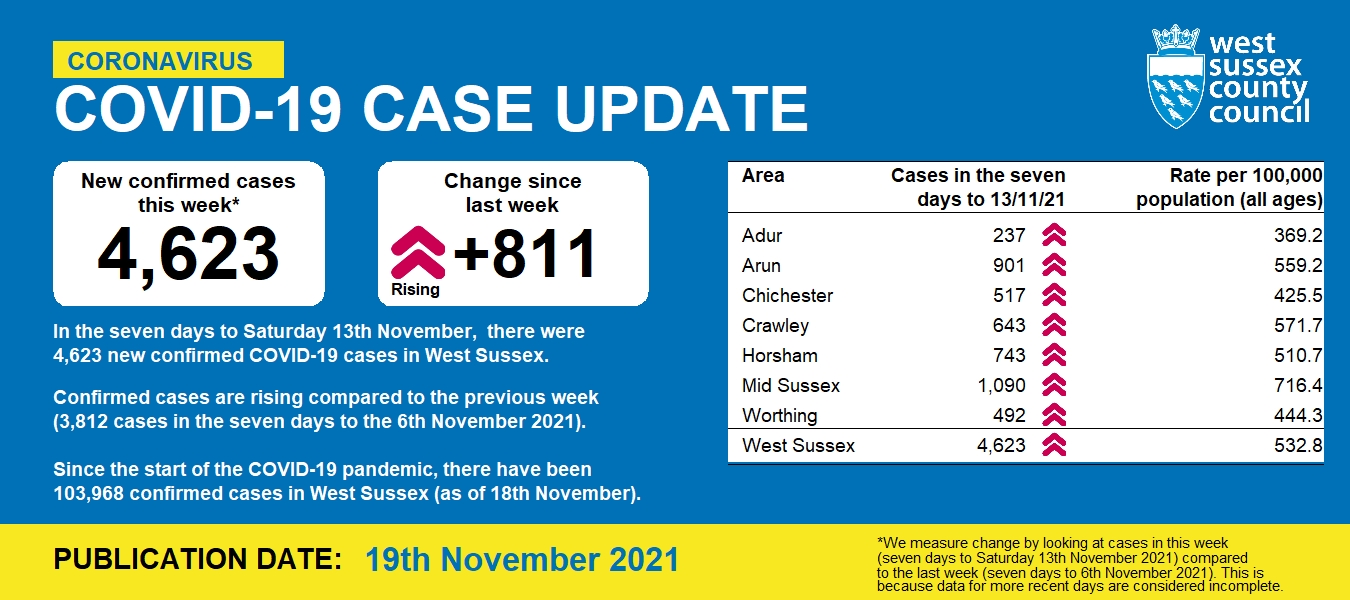 CORONAVIRUS
COVID-19 CASE UPDATE
west
sussex
county
council
New confirmed cases
this week*
4,623
Change since
last week
+811
Rising
In the seven days to Saturday 13th November,  there were
4,623 new confirmed COVID-19 cases in West Sussex.
Confirmed cases are rising compared to the previous week
(3,812 cases in the seven days to the 6th November 2021).
Since the start of the COVID-19 pandemic, there have been
103,968 confirmed cases in West Sussex (as of 18th November).
Area Cases in the seven Rate per 100,000
days to 13/11/21 population (all ages)
Adur 237 369.2
Arun 901 559.2
Chichester 517 425.5
Crawley 643 571.7
Horsham 743 510.7
Mid Sussex 1,090 716.4
Worthing 492 444.3
West Sussex 4,623 532.8
PUBLICATION DATE: 19th November 2021
*We measure change by looking at cases in this week
(seven days to Saturday 13th November 2021) compared
to the last week (seven days to 6th November 2021). This is
because data for more recent days are considered incomplete.